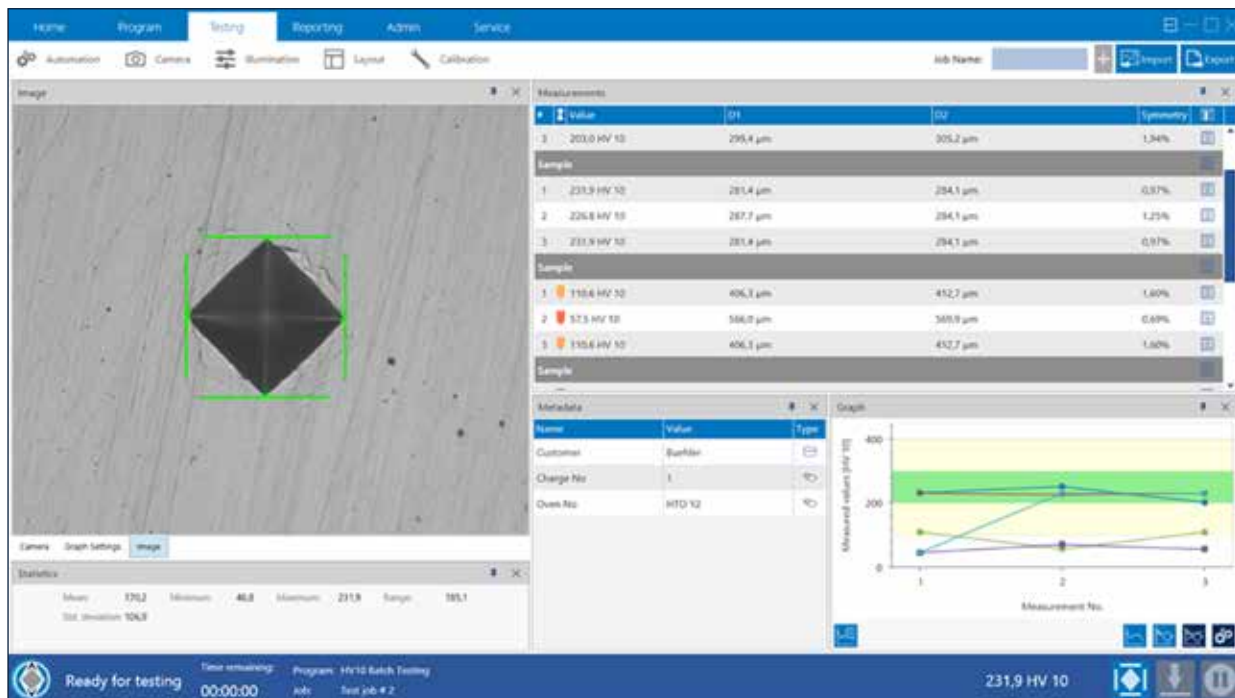 Home Program Testing Reporting Admin Service
Automation Camera Illumination Layout Calibration Job Name: Import Export
Image
Measurements
# Value D1 D2 Symmetry
3 203,0 HV 10 299,4 µm 305,2 µm 1,94%
Sample
1 231,9 HV 10 281,4 µm 284,1 µm 0,97%
2 226,8 HV 10 287,7 µm 284,1 µm 1,25%
3 231,9 HV 10 281,4 µm 284,1 µm 0,97%
Sample
1 110,6 HV 10 406,3 µm 412,7 µm 1,60%
2 57,5 HV 10 566,0 µm 569,9 µm 0,69%
3 110,6 HV 10 406,3 µm 412,7 µm 1,60%
Sample
Camera Graph Settings Image
Statistics
Mean: 170,2 Minimum: 46,8 Maximum: 231,9 Range: 185,1
Std. deviation: 106,9
Metadata
Name Value Type
Customer Buehler
Charge No 1
Oven No. HTO 12
Graph
Measured values [HV 10]
400
200
0
1 2 3
Measurement No.
Ready for testing
Time remaining:
00:00:00
Program: HV10 Batch Testing
Job: Test job # 2
231,9 HV 10